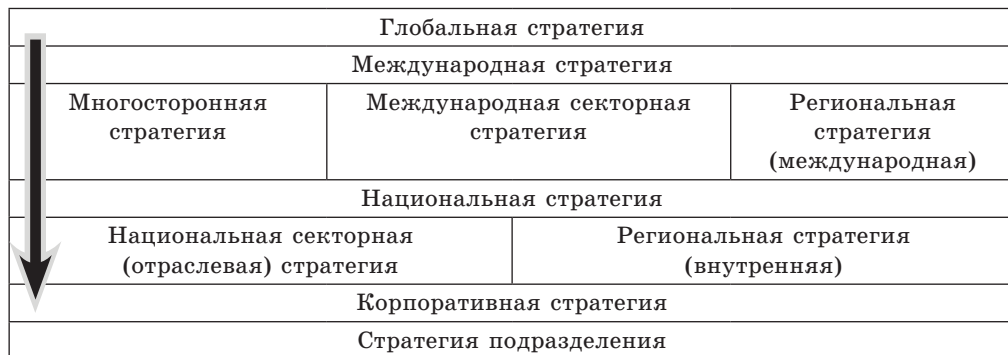 Глобальная стратегия
Международная стратегия
Многосторонняя
стратегия
Международная секторная
стратегия
Региональная
стратегия
(международная)
Национальная стратегия
Национальная секторная
(отраслевая) стратегия
Региональная стратегия
(внутренняя)
Корпоративная стратегия
Стратегия подразделения